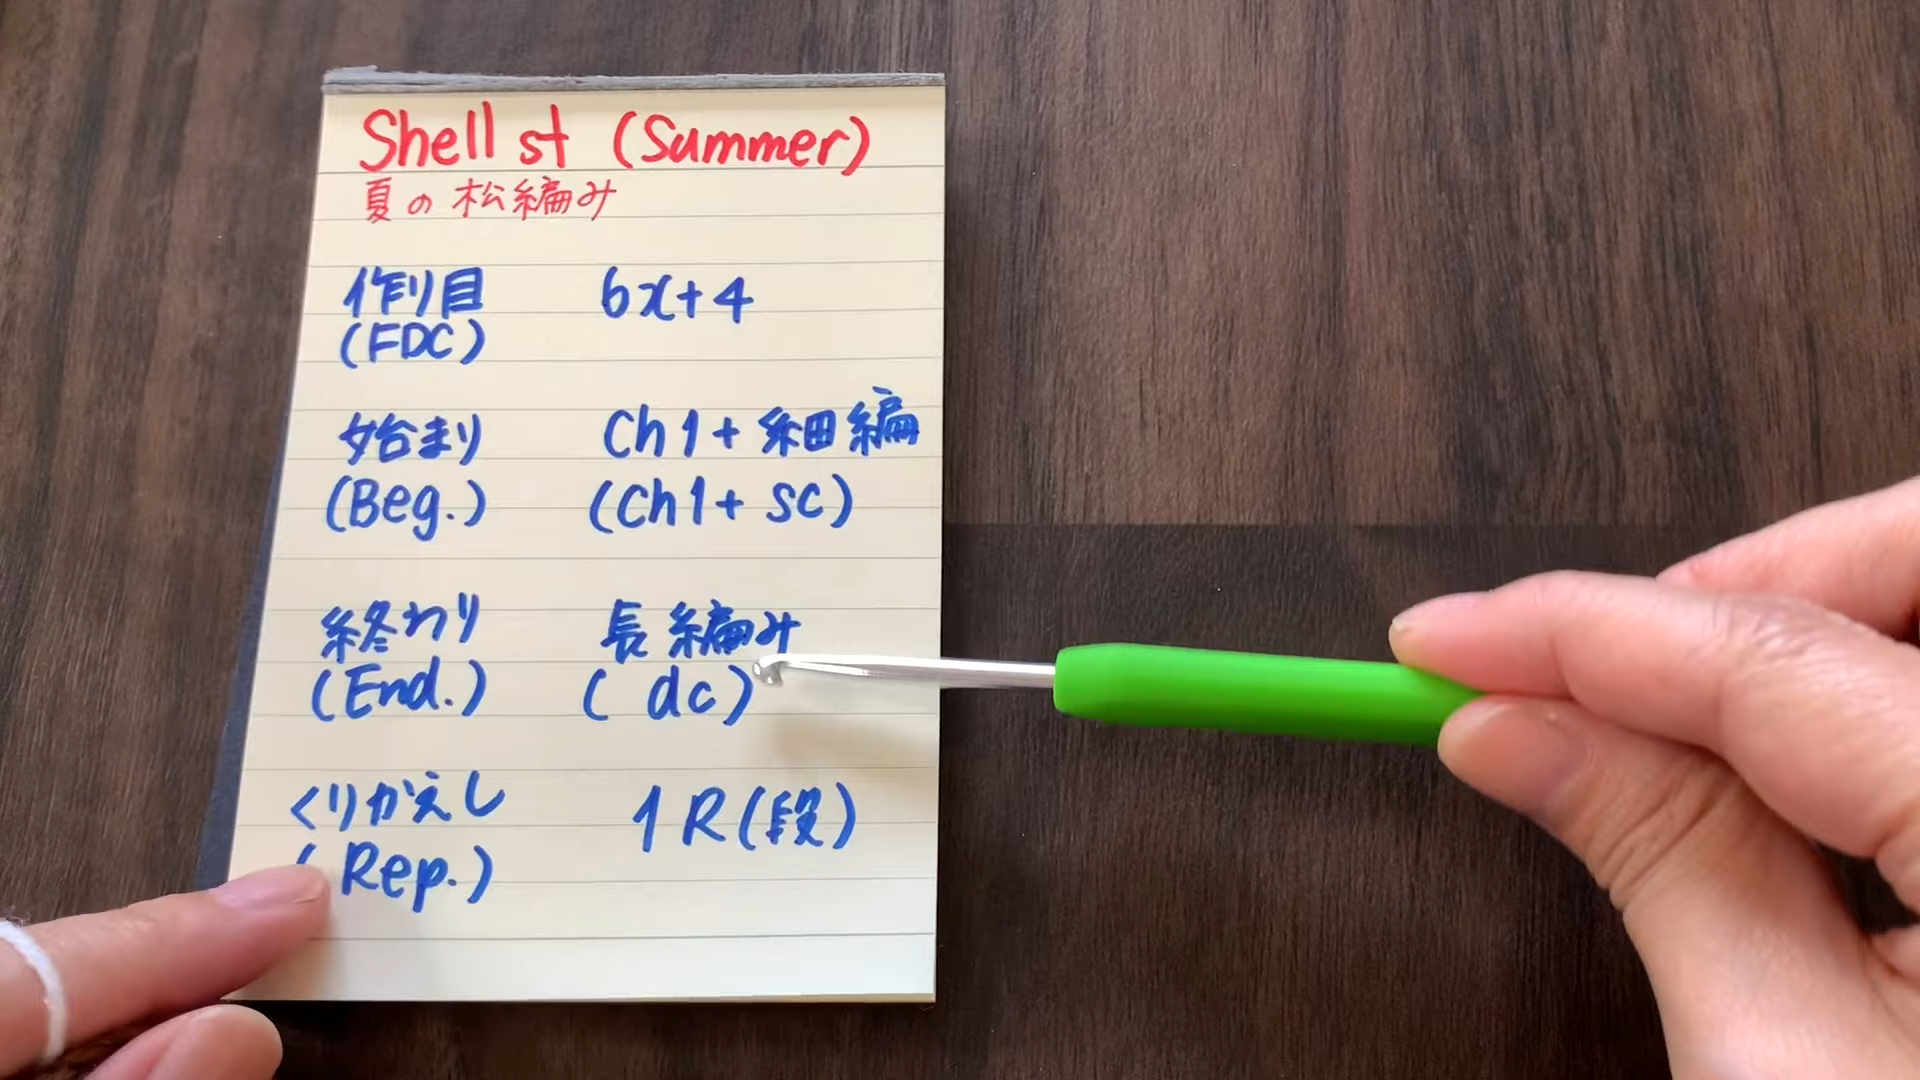 Shell st (Summer)
夏の松編み
作り目 6x+4
(FDC)
始まり Ch1+細編
(Beg.) (Ch1+ sc)
終わり 長編み
(End.) (dc)
くりかえし 1R(段)
(Rep.)